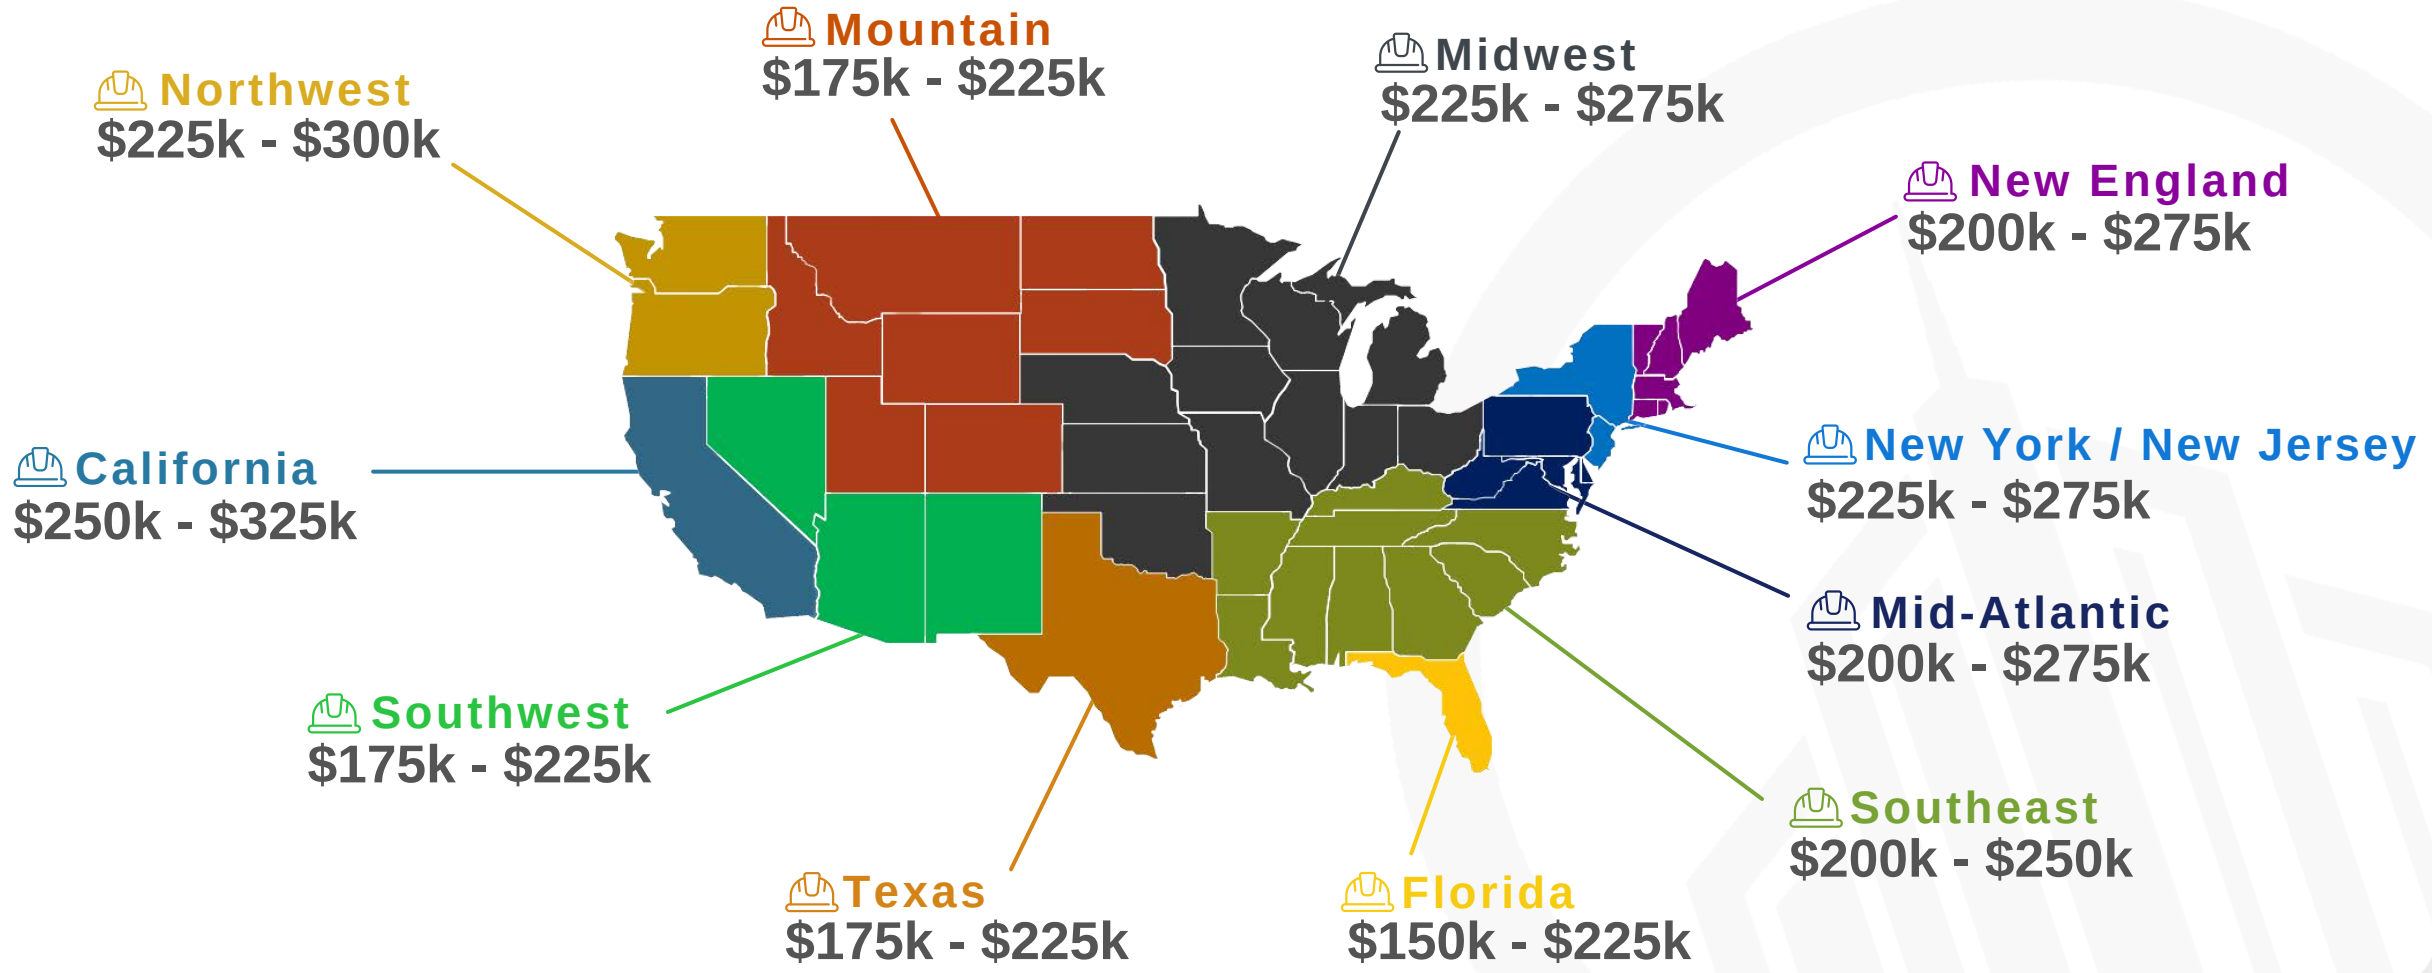 Mountain
$175k - $225k
Midwest
$225k - $275k
Northwest
$225k - $300k
New England
$200k - $275k
California
$250k - $325k
New York / New Jersey
$225k - $275k
Mid-Atlantic
$200k - $275k
Southwest
$175k - $225k
Southeast
$200k - $250k
Texas
$175k - $225k
Florida
$150k - $225k